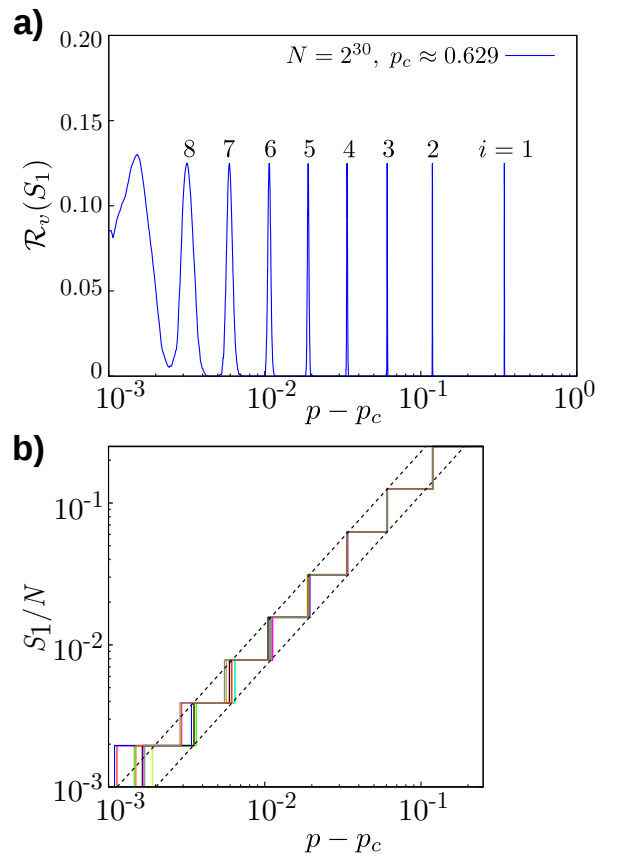 a)
0.20
N = 2^30, p_c ≈ 0.629
0.15
8 7 6 5 4 3 2 i = 1
0.10
0.05
0
ℛ_v(S_1)
10^-3 10^-2 10^-1 10^0
p − p_c
b)
10^-1
10^-2
10^-3
S_1/N
10^-3 10^-2 10^-1
p − p_c